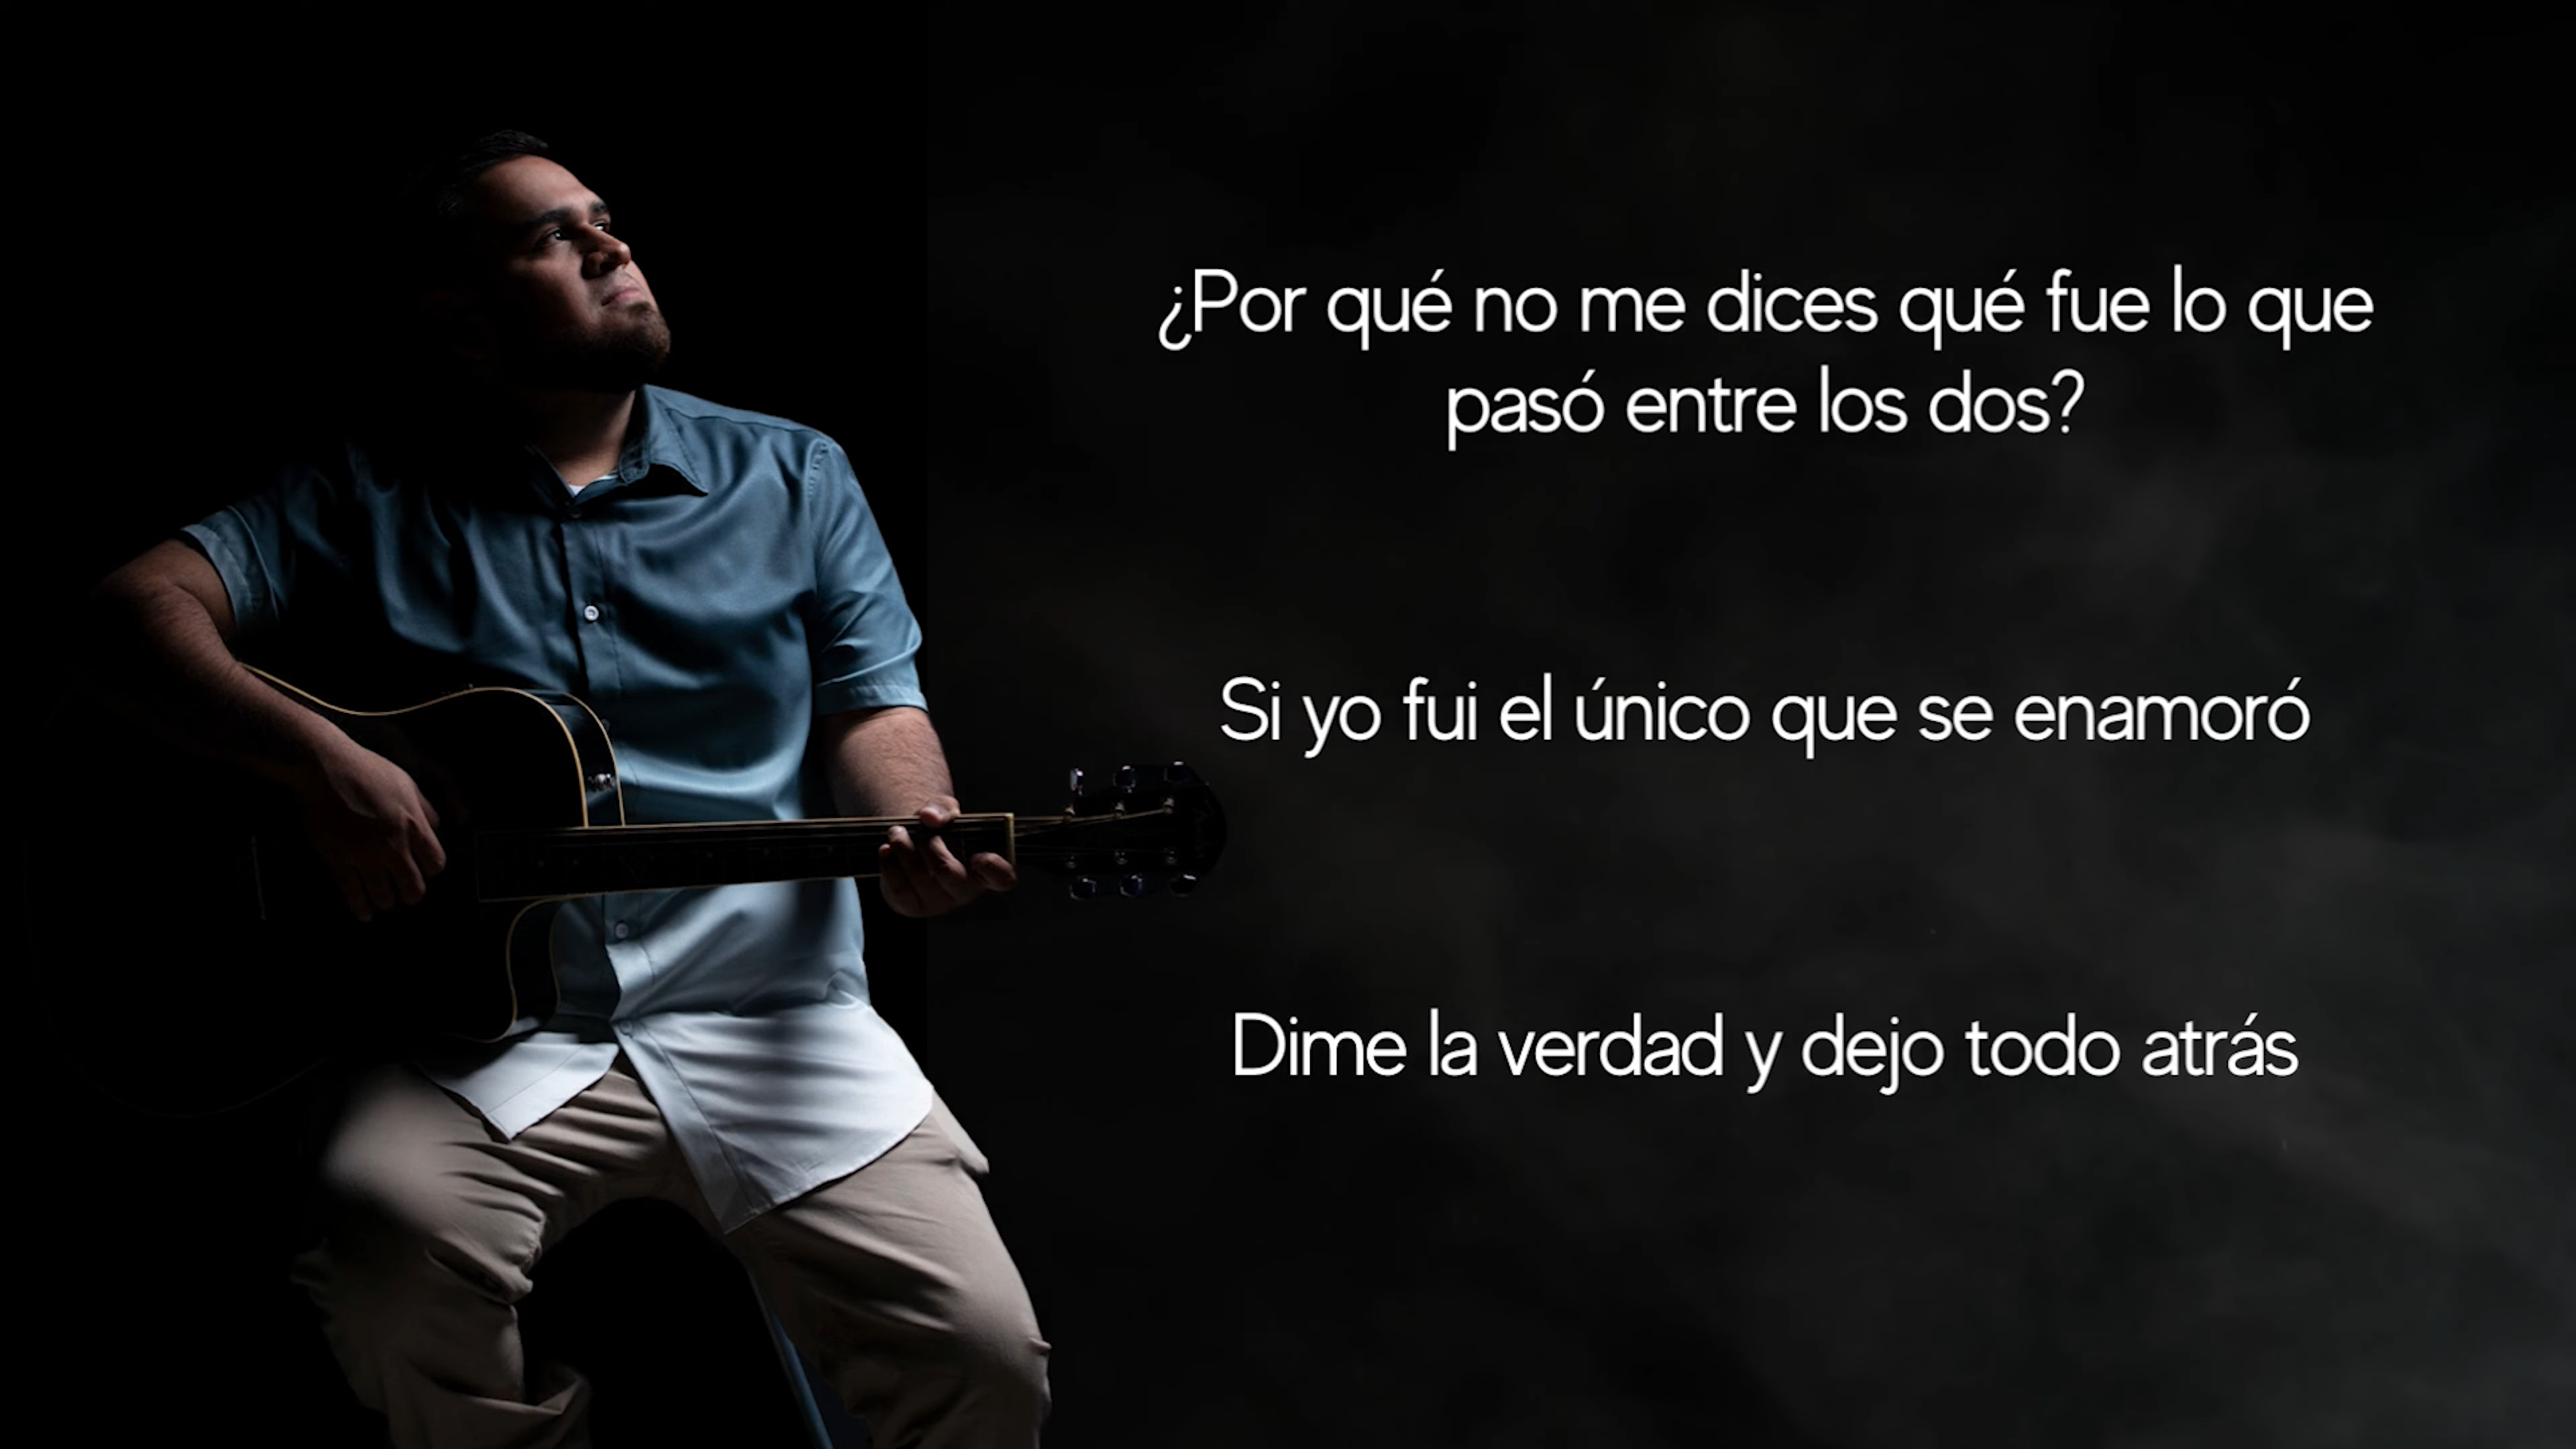 ¿Por qué no me dices qué fue lo que
pasó entre los dos?
Si yo fui el único que se enamoró
Dime la verdad y dejo todo atrás